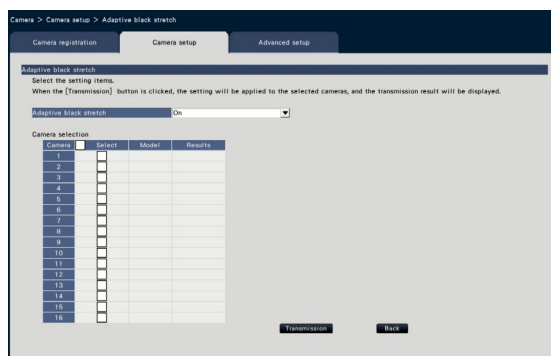 Camera > Camera setup > Adaptive black stretch
Camera registration Camera setup Advanced setup
Adaptive black stretch
Select the setting items.
When the [Transmission] button is clicked, the setting will be applied to the selected cameras, and the transmission result will be displayed.
Adaptive black stretch On
Camera selection
Camera Select Model Results
1
2
3
4
5
6
7
8
9
10
11
12
13
14
15
16
Transmission Back